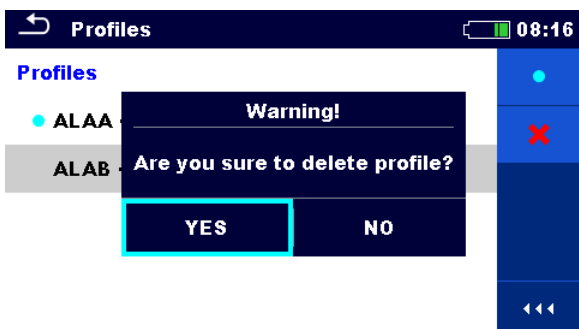 Profiles
08:16
Profiles
ALAA
Warning!
ALAB
Are you sure to delete profile?
YES
NO